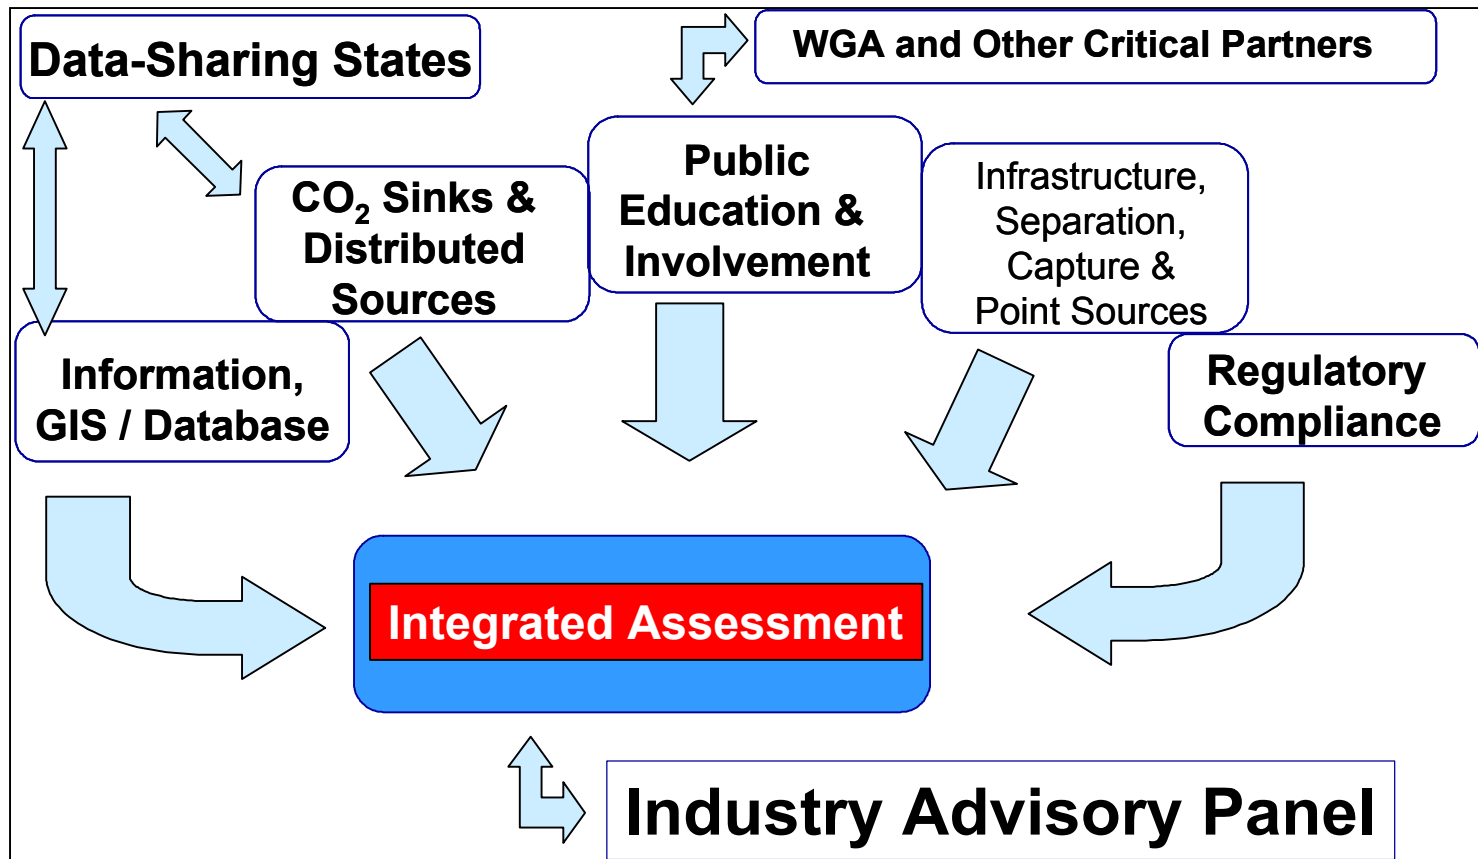 Data-Sharing States
WGA and Other Critical Partners
CO₂ Sinks &
Distributed
Sources
Public
Education &
Involvement
Infrastructure,
Separation,
Capture &
Point Sources
Information,
GIS / Database
Regulatory
Compliance
Integrated Assessment
Industry Advisory Panel